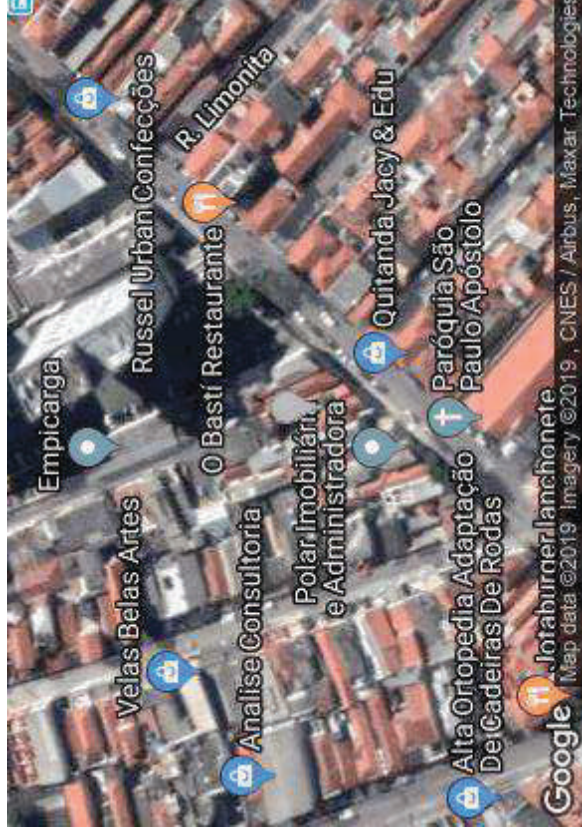 Empicarga
Velas Belas Artes
Russel Urban Confecções
R. Limonita
O Bastí Restaurante
Analise Consultoria
Polar Imobiliária
e Administradora
Quitanda Jacy & Edu
Paróquia São
Paulo Apóstolo
Alta Ortopedia Adaptação
De Cadeiras De Rodas
Jotaburger lanchonete
Google
Map data ©2019 Imagery ©2019, CNES / Airbus, Maxar Technologies